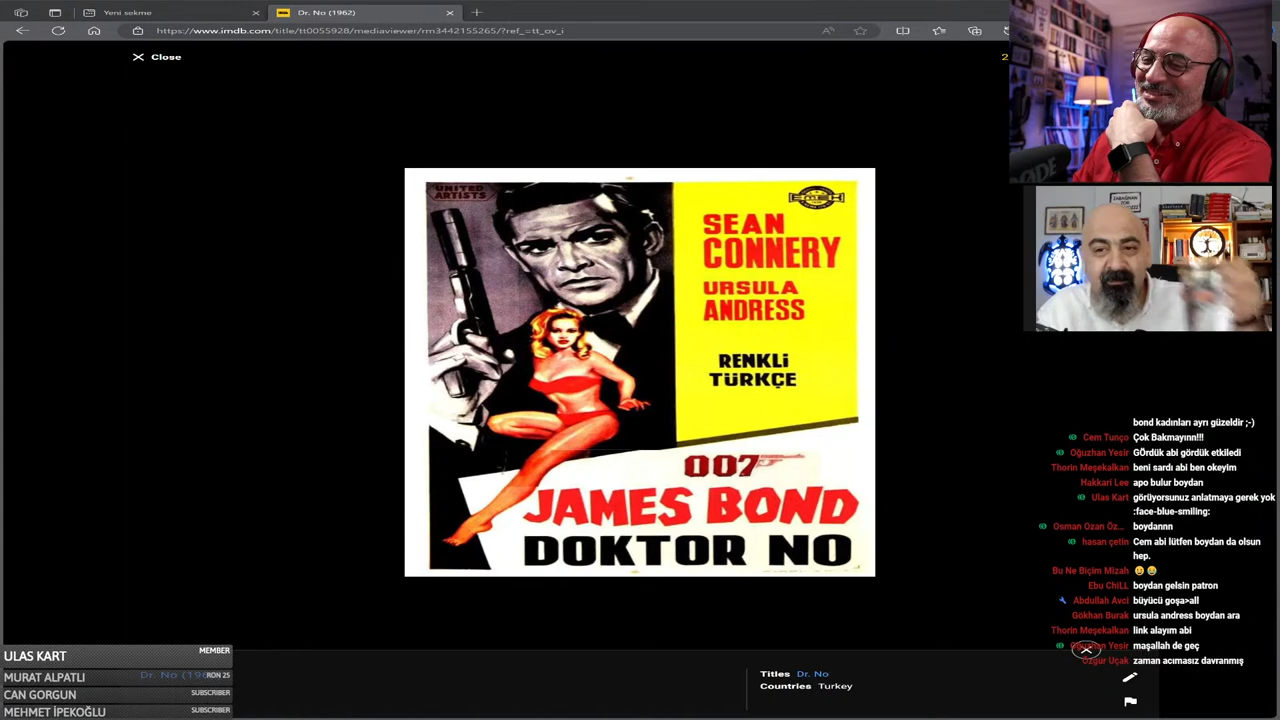 Yeni sekme
Dr. No (1962)
https://www.imdb.com/title/tt0055928/mediaviewer/rm3442155265/?ref_=tt_ov_i
Close
2
UNITED
ARTISTS
SEAN
CONNERY
URSULA
ANDRESS
RENKLİ
TÜRKÇE
007
JAMES BOND
DOKTOR NO
bond kadınları ayrı güzeldir ;-)
Cem Tunço Çok Bakmayınn!!!
Oğuzhan Yesir GÖrdük abi gördük etkiledi
Thorin Meşekalkan beni sardı abi ben okeyim
Hakkari Lee apo bulur boydan
Ulas Kart görüyorsunuz anlatmaya gerek yok
:face-blue-smiling:
Osman Ozan Öz... boydannn
hasan çetin Cem abi lütfen boydan da olsun
hep.
Bu Ne Biçim Mizah
Ebu ChiLL boydan gelsin patron
Abdullah Avci büyücü goşa>all
Gökhan Burak ursula andress boydan ara
Thorin Meşekalkan link alayım abi
Oğuzhan Yesir maşallah de geç
Özgür Uçak zaman acımasız davranmış
ULAS KART MEMBER
MURAT ALPATLI
CAN GORGUN SUBSCRIBER
MEHMET İPEKOĞLU SUBSCRIBER
Titles Dr. No
Countries Turkey